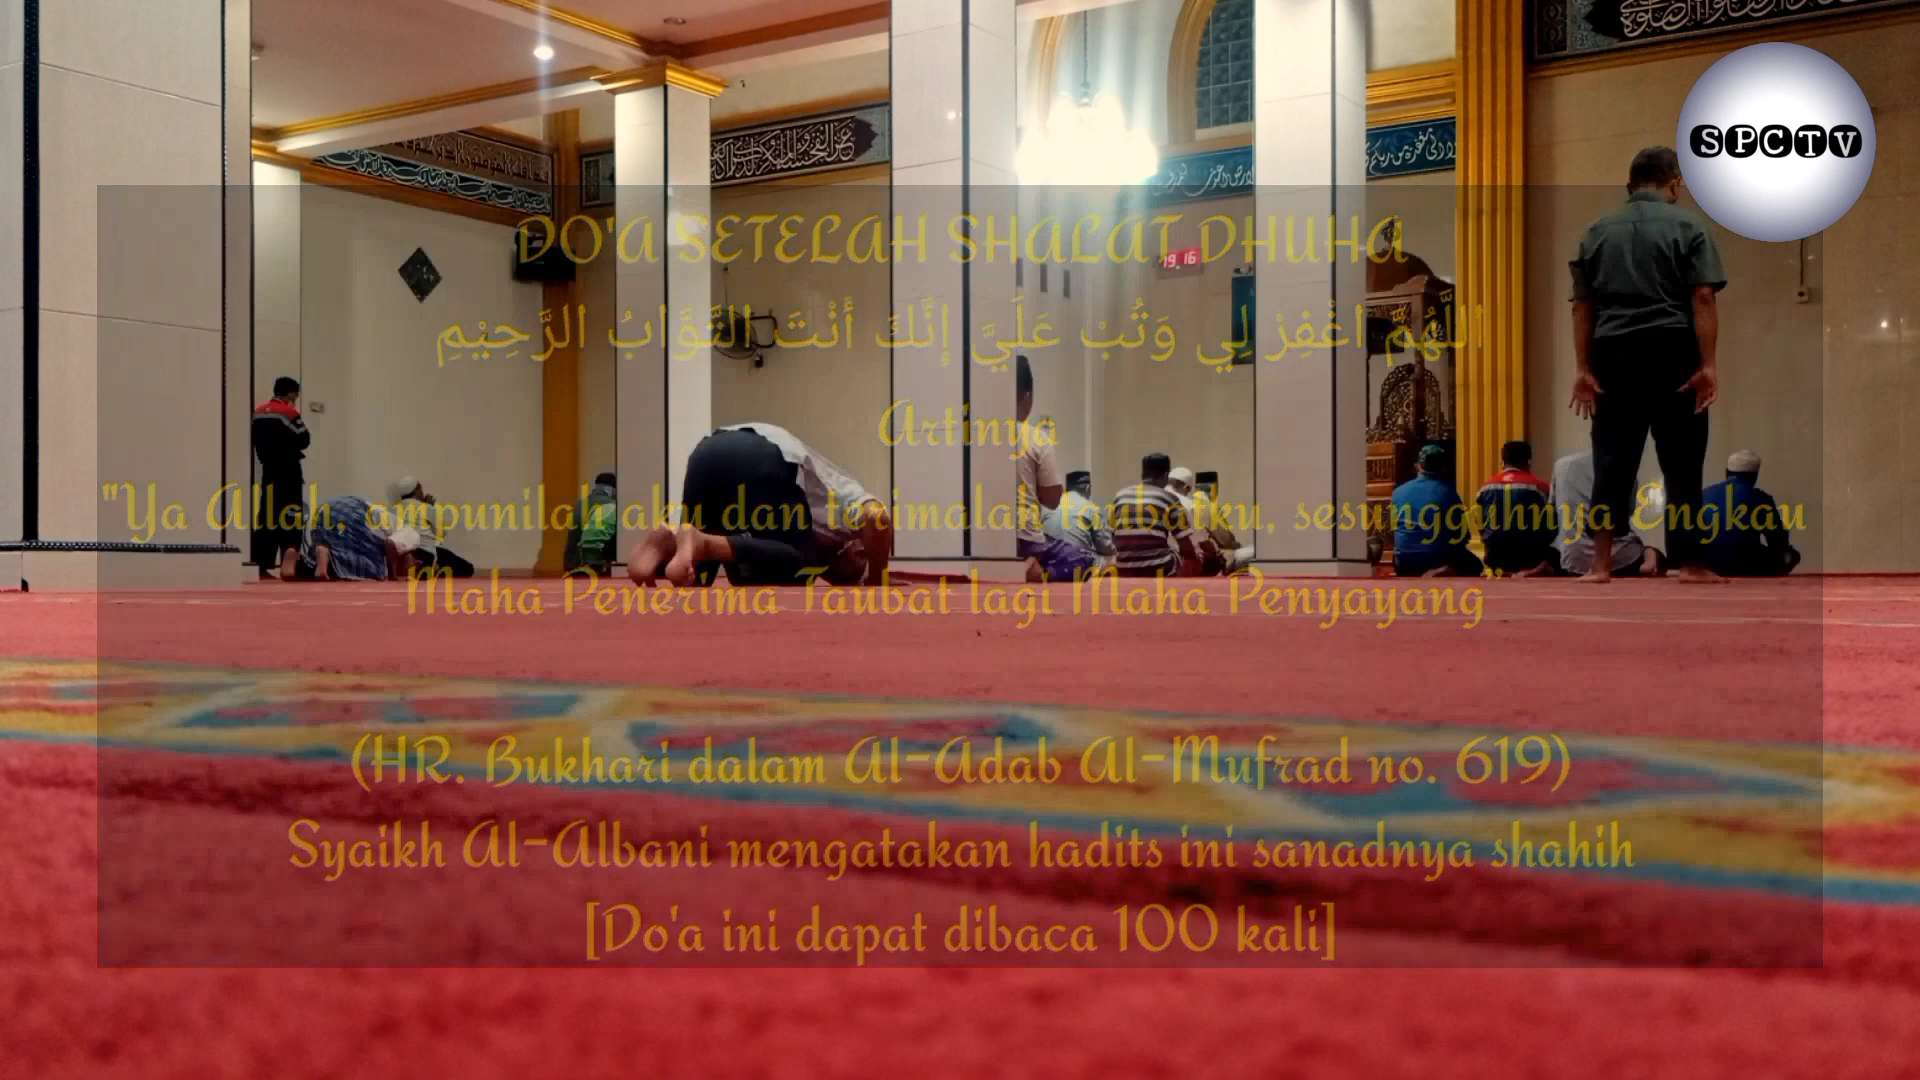 SPCTV
DO'A SETELAH SHALAT DHUHA
19.16
اللَّهُمَّ اغْفِرْ لِي وَتُبْ عَلَيَّ إِنَّكَ أَنْتَ التَّوَّابُ الرَّحِيْمِ
Artinya
"Ya Allah, ampunilah aku dan terimalah taubatku, sesungguhnya Engkau
Maha Penerima Taubat lagi Maha Penyayang”
(HR. Bukhari dalam Al-Adab Al-Mufrad no. 619)
Syaikh Al-Albani mengatakan hadits ini sanadnya shahih
[Do'a ini dapat dibaca 100 kali]